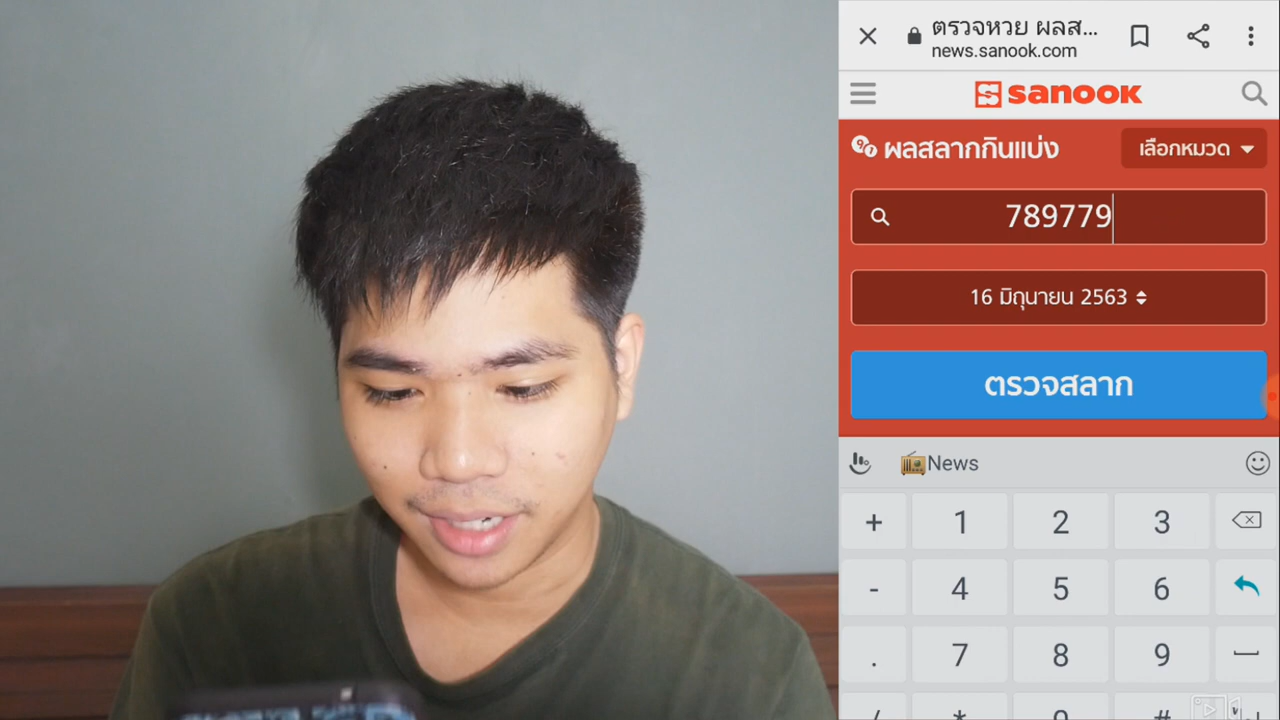 ตรวจหวย ผลส...
news.sanook.com
sanook
ผลสลากกินแบ่ง
เลือกหมวด
789779
16 มิถุนายน 2563
ตรวจสลาก
News
+ 1 2 3
- 4 5 6
. 7 8 9